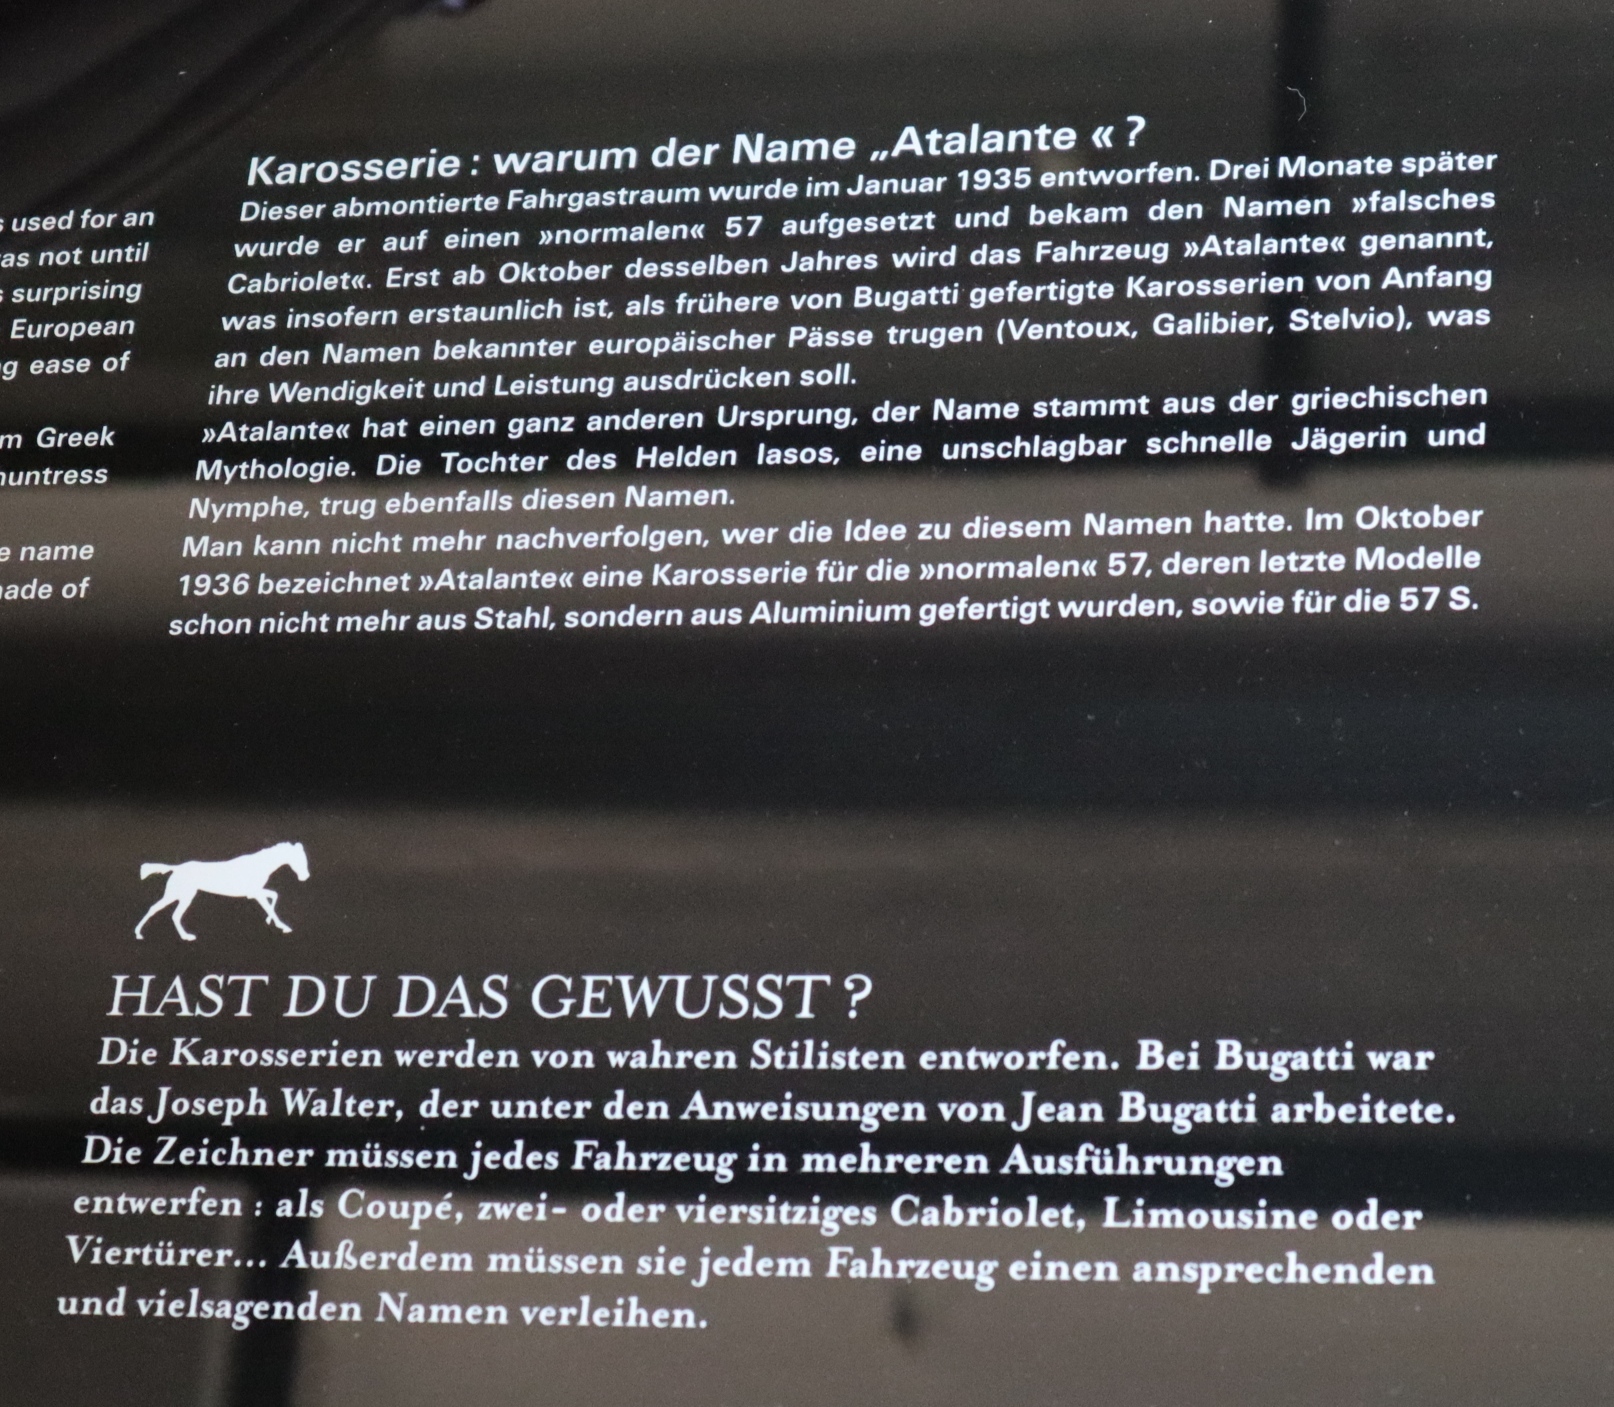 s used for an
as not until
s surprising
European
g ease of
m Greek
huntress
e name
made of
Karosserie : warum der Name „Atalante « ?
Dieser abmontierte Fahrgastraum wurde im Januar 1935 entworfen. Drei Monate später
wurde er auf einen »normalen« 57 aufgesetzt und bekam den Namen »falsches
Cabriolet«. Erst ab Oktober desselben Jahres wird das Fahrzeug »Atalante« genannt,
was insofern erstaunlich ist, als frühere von Bugatti gefertigte Karosserien von Anfang
an den Namen bekannter europäischer Pässe trugen (Ventoux, Galibier, Stelvio), was
ihre Wendigkeit und Leistung ausdrücken soll.
»Atalante« hat einen ganz anderen Ursprung, der Name stammt aus der griechischen
Mythologie. Die Tochter des Helden Iasos, eine unschlagbar schnelle Jägerin und
Nymphe, trug ebenfalls diesen Namen.
Man kann nicht mehr nachverfolgen, wer die Idee zu diesem Namen hatte. Im Oktober
1936 bezeichnet »Atalante« eine Karosserie für die »normalen« 57, deren letzte Modelle
schon nicht mehr aus Stahl, sondern aus Aluminium gefertigt wurden, sowie für die 57 S.
HAST DU DAS GEWUSST ?
Die Karosserien werden von wahren Stilisten entworfen. Bei Bugatti war
das Joseph Walter, der unter den Anweisungen von Jean Bugatti arbeitete.
Die Zeichner müssen jedes Fahrzeug in mehreren Ausführungen
entwerfen : als Coupé, zwei- oder viersitziges Cabriolet, Limousine oder
Viertürer... Außerdem müssen sie jedem Fahrzeug einen ansprechenden
und vielsagenden Namen verleihen.